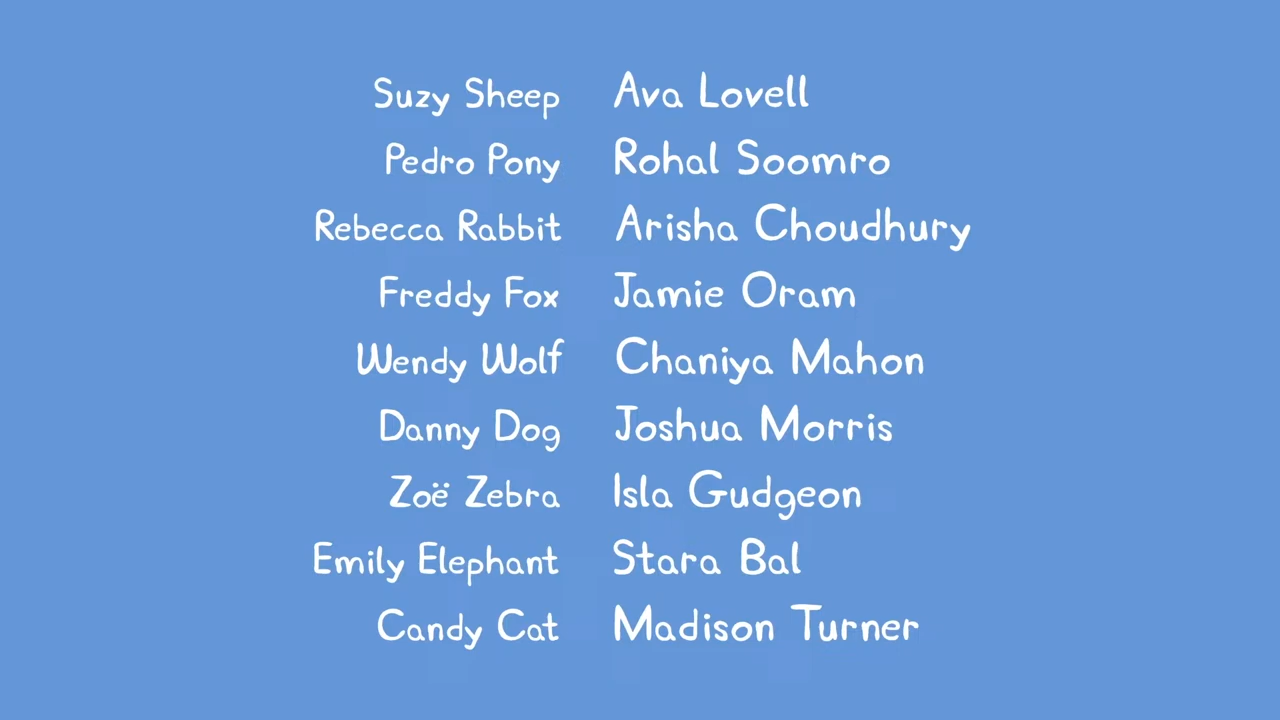 Suzy Sheep Ava Lovell
Pedro Pony Rohal Soomro
Rebecca Rabbit Arisha Choudhury
Freddy Fox Jamie Oram
Wendy Wolf Chaniya Mahon
Danny Dog Joshua Morris
Zoë Zebra Isla Gudgeon
Emily Elephant Stara Bal
Candy Cat Madison Turner